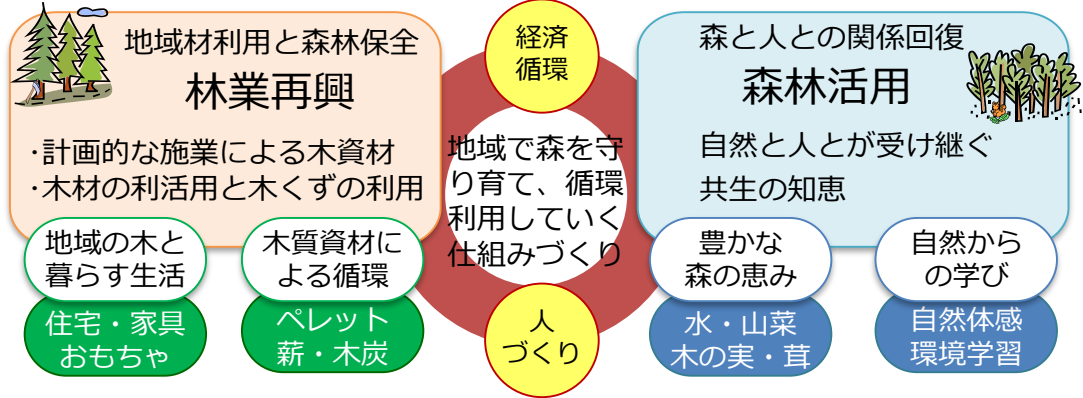 地域材利用と森林保全
林業再興
・計画的な施業による木資材
・木材の利活用と木くずの利用
地域の木と
暮らす生活
住宅・家具
おもちゃ
木質資材に
よる循環
ペレット
薪・木炭
経済
循環
地域で森を守
り育て、循環
利用していく
仕組みづくり
人
づくり
森と人との関係回復
森林活用
自然と人とが受け継ぐ
共生の知恵
豊かな
森の恵み
水・山菜
木の実・茸
自然から
の学び
自然体感
環境学習